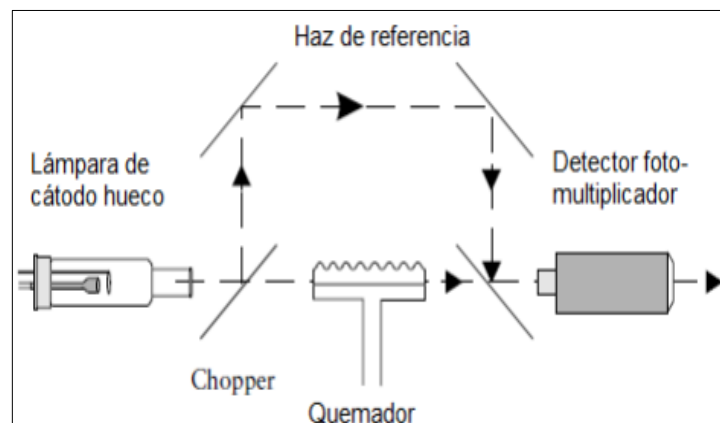 Haz de referencia
Lámpara de
cátodo hueco
Detector foto-
multiplicador
Chopper
Quemador